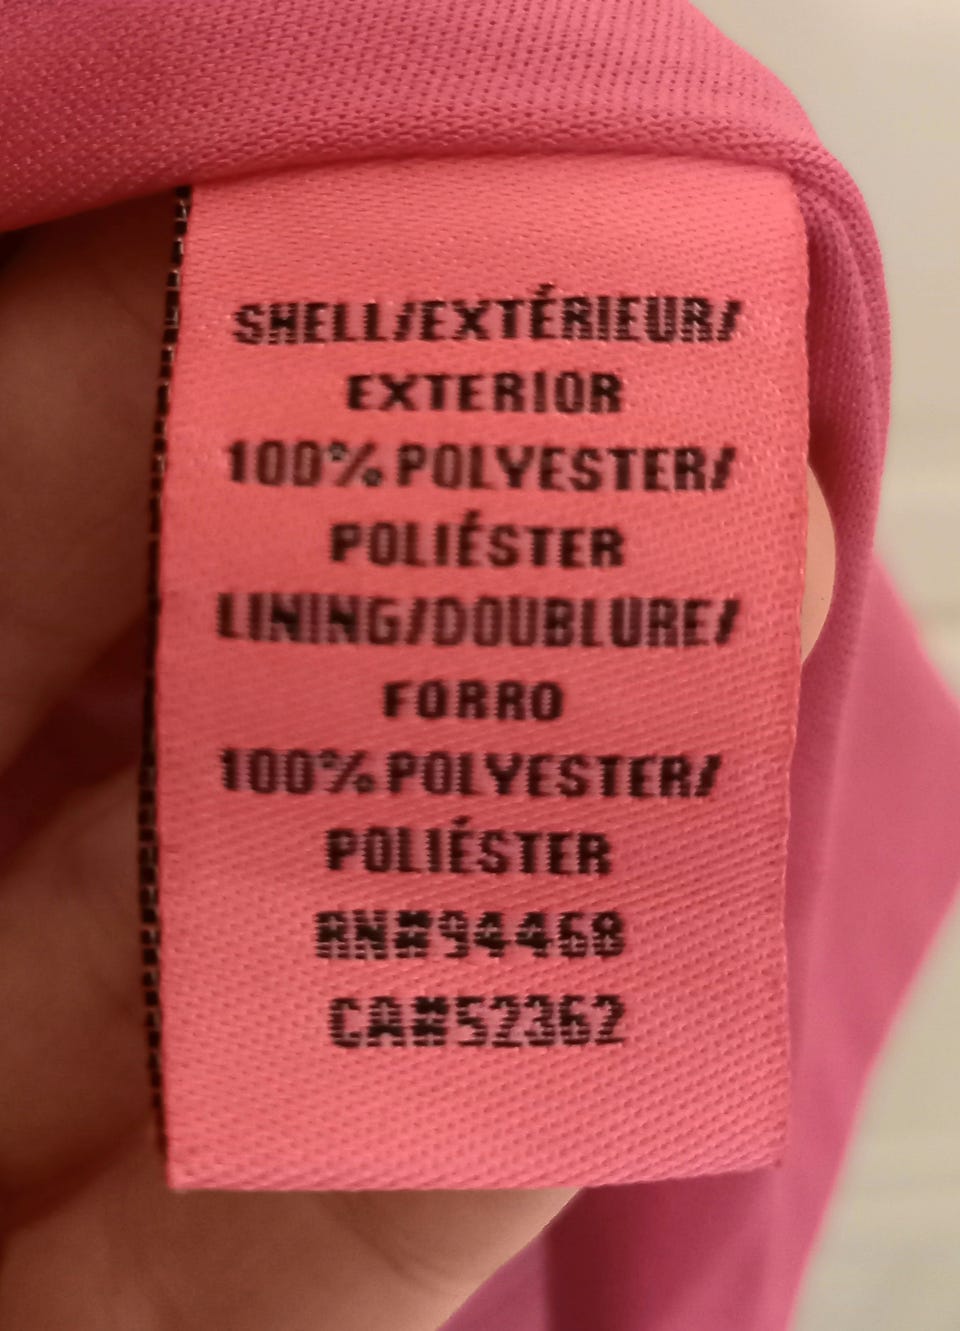 SHELL/EXTÉRIEUR/
EXTERIOR
100% POLYESTER/
POLIÉSTER
LINING/DOUBLURE/
FORRO
100% POLYESTER/
POLIÉSTER
RN#94468
CA#52362